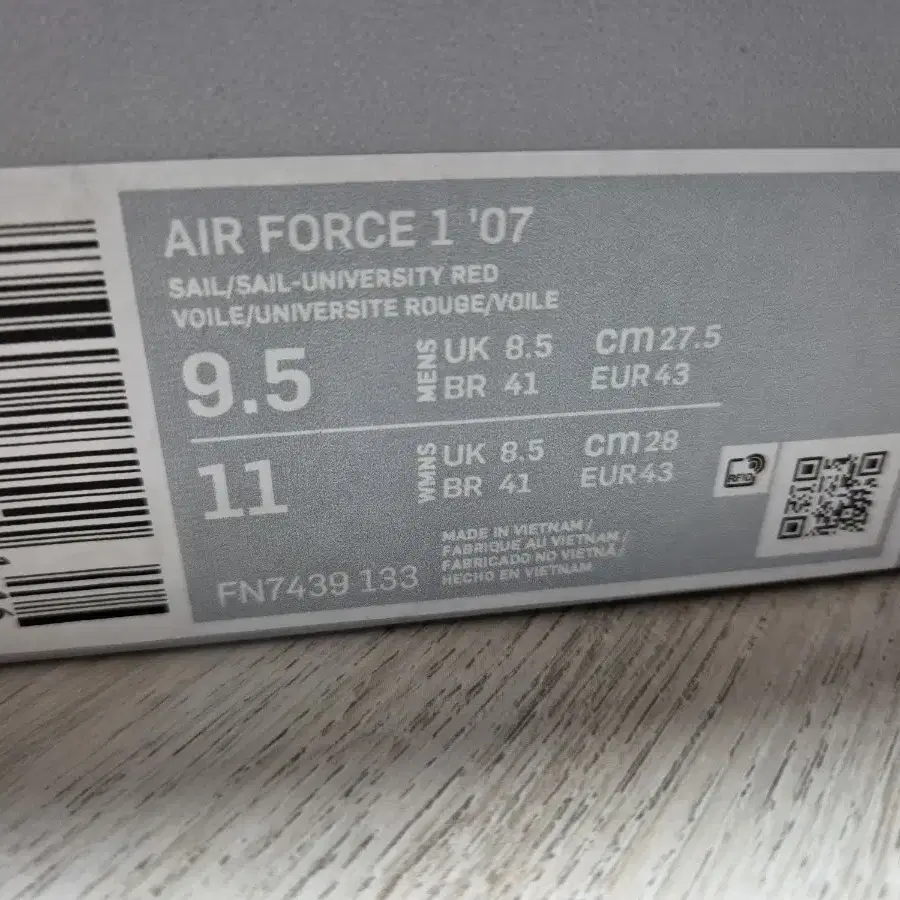 AIR FORCE 1 '07
SAIL/SAIL-UNIVERSITY RED
VOILE/UNIVERSITE ROUGE/VOILE
9.5 MENS UK 8.5 cm 27.5
BR 41 EUR 43
11 WMNS UK 8.5 cm 28
BR 41 EUR 43
RFID
MADE IN VIETNAM /
FABRIQUE AU VIETNAM /
FABRICADO NO VIETNÃ /
HECHO EN VIETNAM
FN7439 133